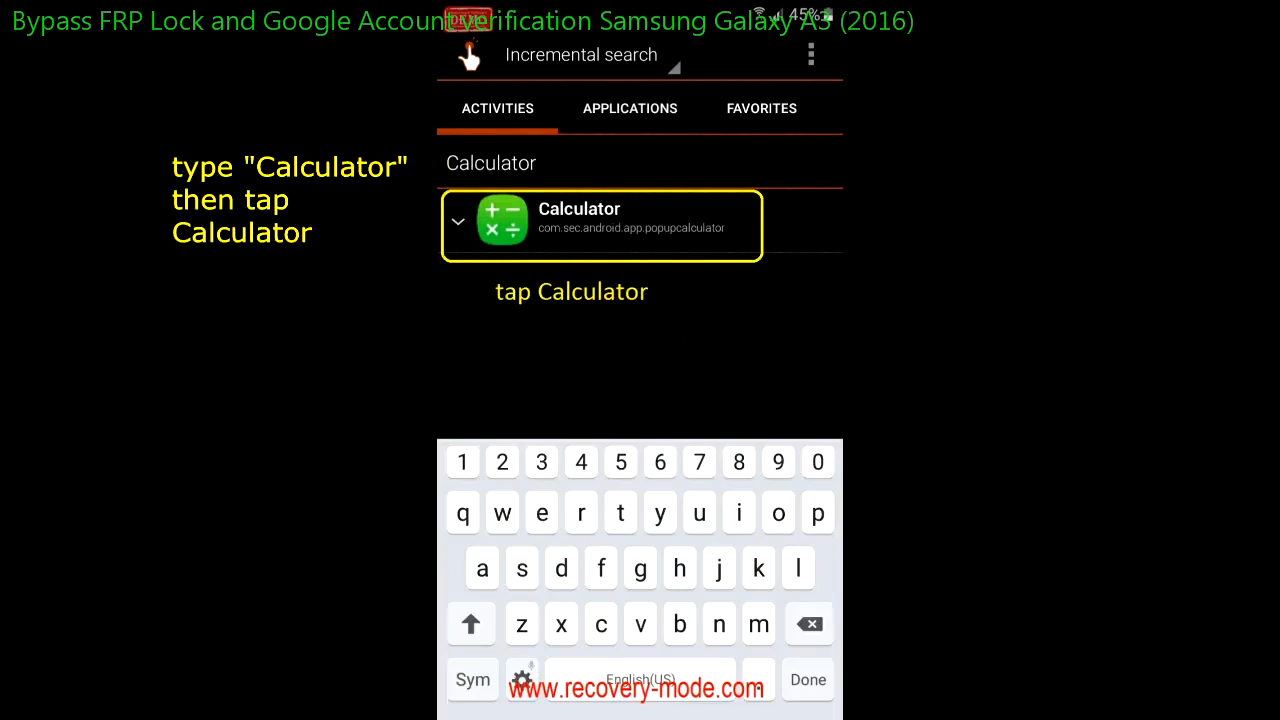 Bypass FRP Lock and Google Account verification Samsung Galaxy A3 (2016)
45%
Incremental search
ACTIVITIES APPLICATIONS FAVORITES
Calculator
type "Calculator"
then tap
Calculator
Calculator
com.sec.android.app.popupcalculator
tap Calculator
1 2 3 4 5 6 7 8 9 0
q w e r t y u i o p
a s d f g h j k l
z x c v b n m
Sym English(US) . Done
www.recovery-mode.com